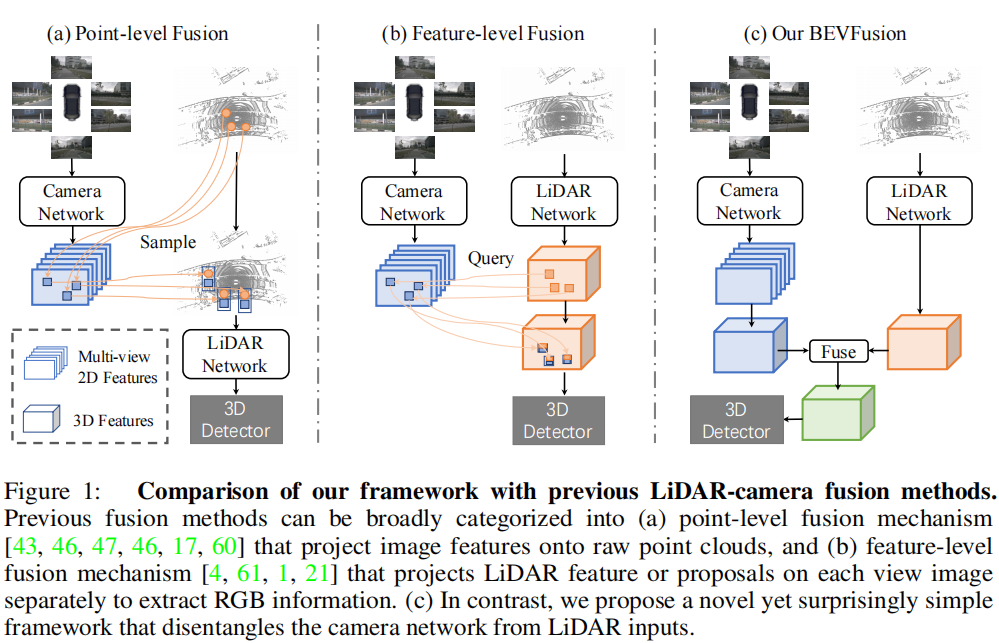 (a) Point-level Fusion
(b) Feature-level Fusion
(c) Our BEVFusion
Camera
Network
Sample
LiDAR
Network
3D
Detector
Multi-view
2D Features
3D Features
Camera
Network
LiDAR
Network
Query
3D
Detector
Camera
Network
LiDAR
Network
Fuse
3D
Detector
Figure 1: Comparison of our framework with previous LiDAR-camera fusion methods.
Previous fusion methods can be broadly categorized into (a) point-level fusion mechanism
[43, 46, 47, 46, 17, 60] that project image features onto raw point clouds, and (b) feature-level
fusion mechanism [4, 61, 1, 21] that projects LiDAR feature or proposals on each view image
separately to extract RGB information. (c) In contrast, we propose a novel yet surprisingly simple
framework that disentangles the camera network from LiDAR inputs.